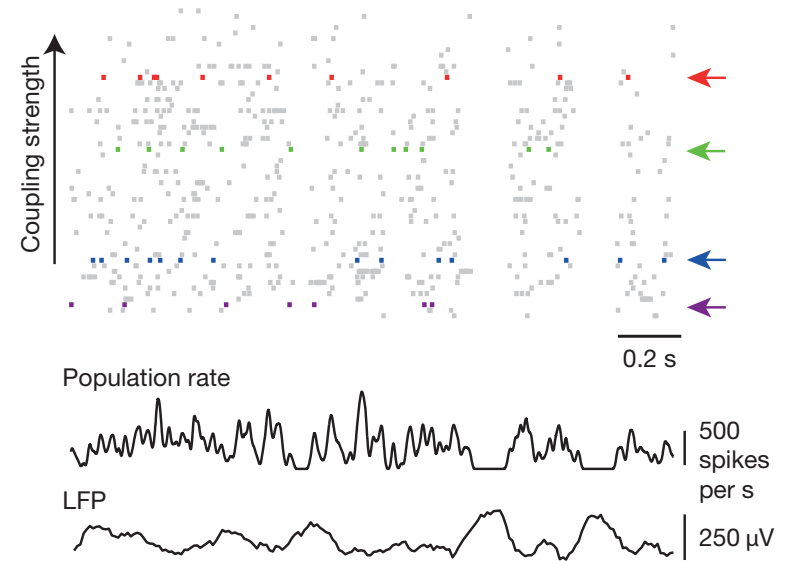 Coupling strength
0.2 s
Population rate
500
spikes
per s
LFP
250 µV